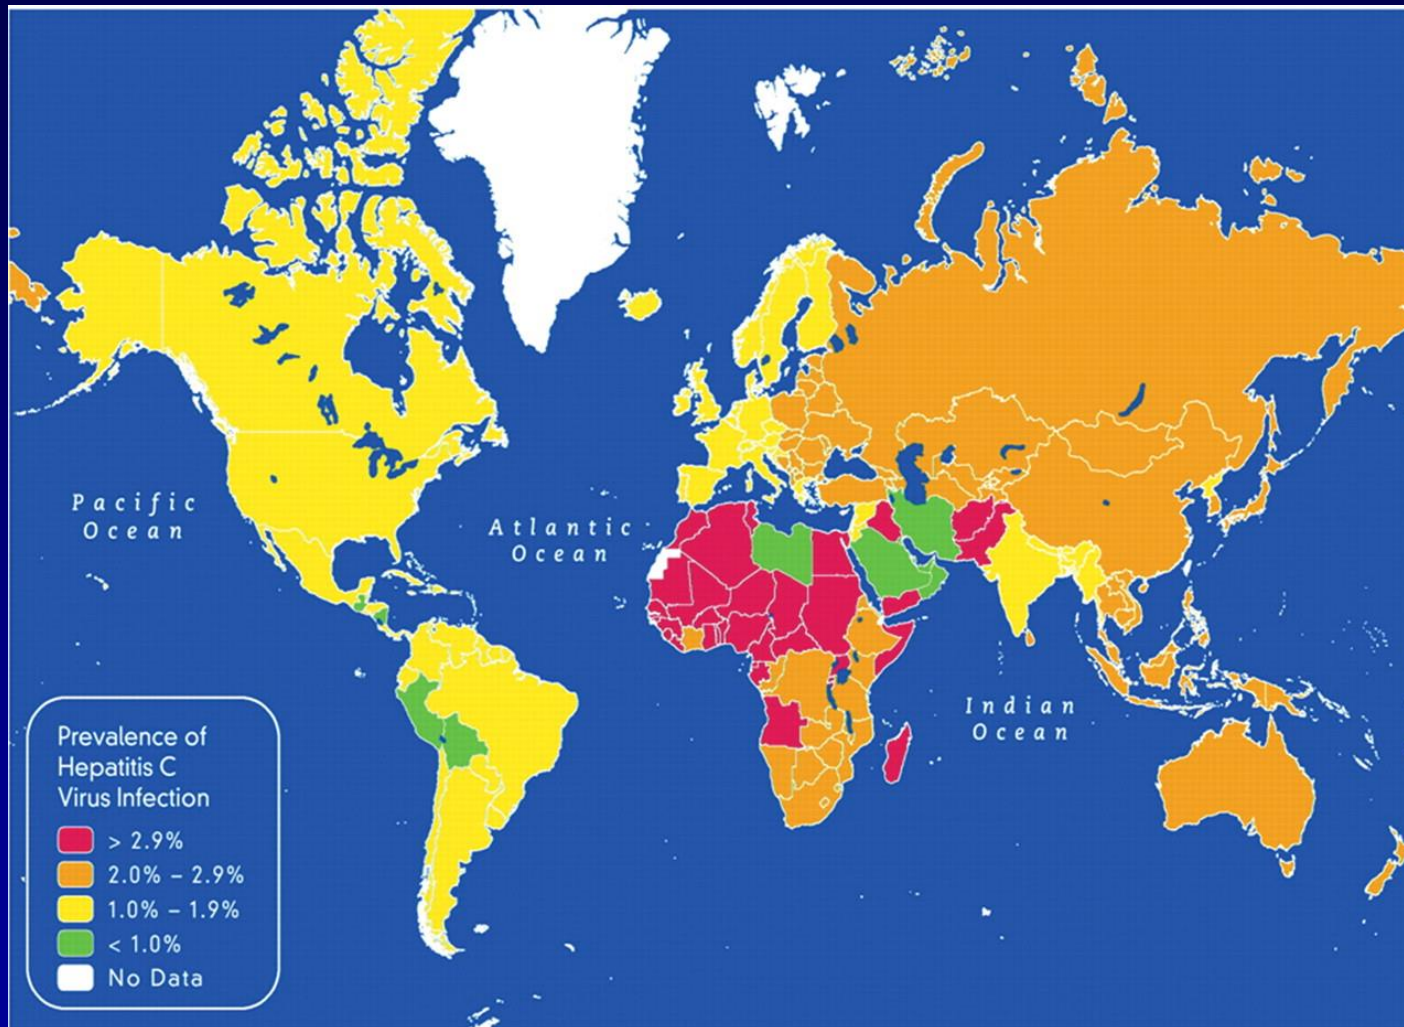 Pacific
Ocean
Atlantic
Ocean
Indian
Ocean
Prevalence of
Hepatitis C
Virus Infection
> 2.9%
2.0% – 2.9%
1.0% – 1.9%
< 1.0%
No Data